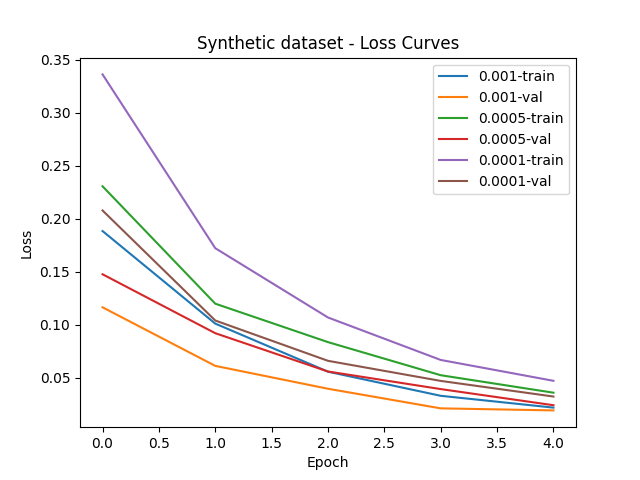 Synthetic dataset - Loss Curves
0.35
0.30
0.25
0.20
0.15
0.10
0.05
Loss
0.001-train
0.001-val
0.0005-train
0.0005-val
0.0001-train
0.0001-val
0.0 0.5 1.0 1.5 2.0 2.5 3.0 3.5 4.0
Epoch